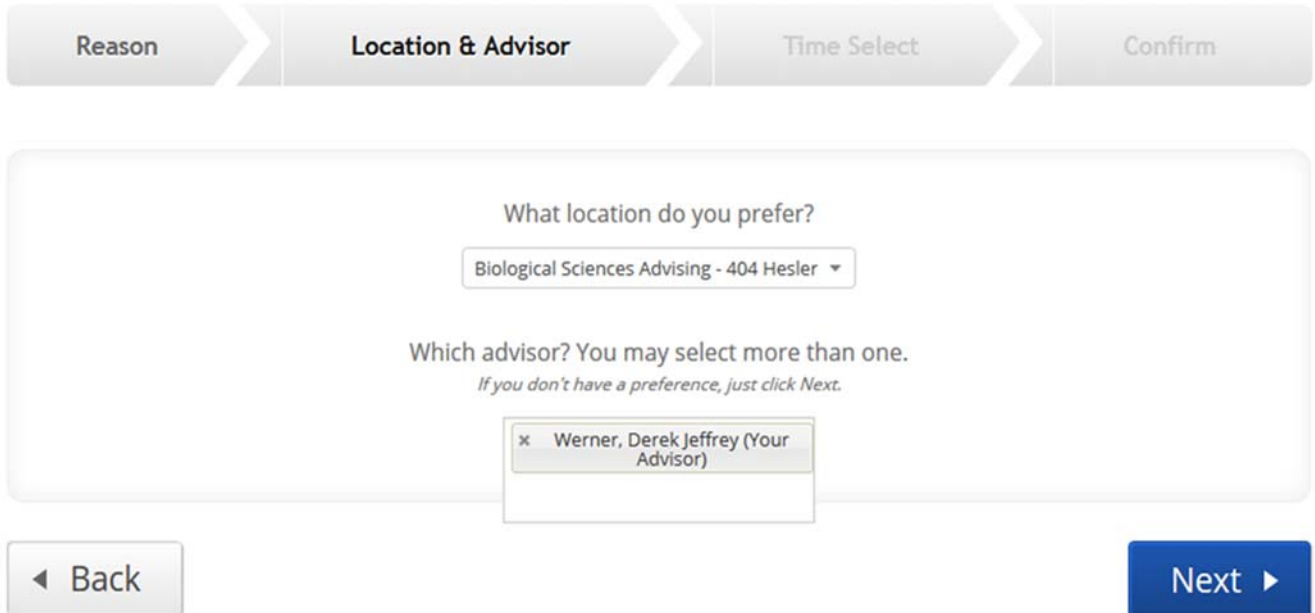 Reason Location & Advisor Time Select Confirm
What location do you prefer?
Biological Sciences Advising - 404 Hesler
Which advisor? You may select more than one.
If you don't have a preference, just click Next.
× Werner, Derek Jeffrey (Your
Advisor)
Back Next